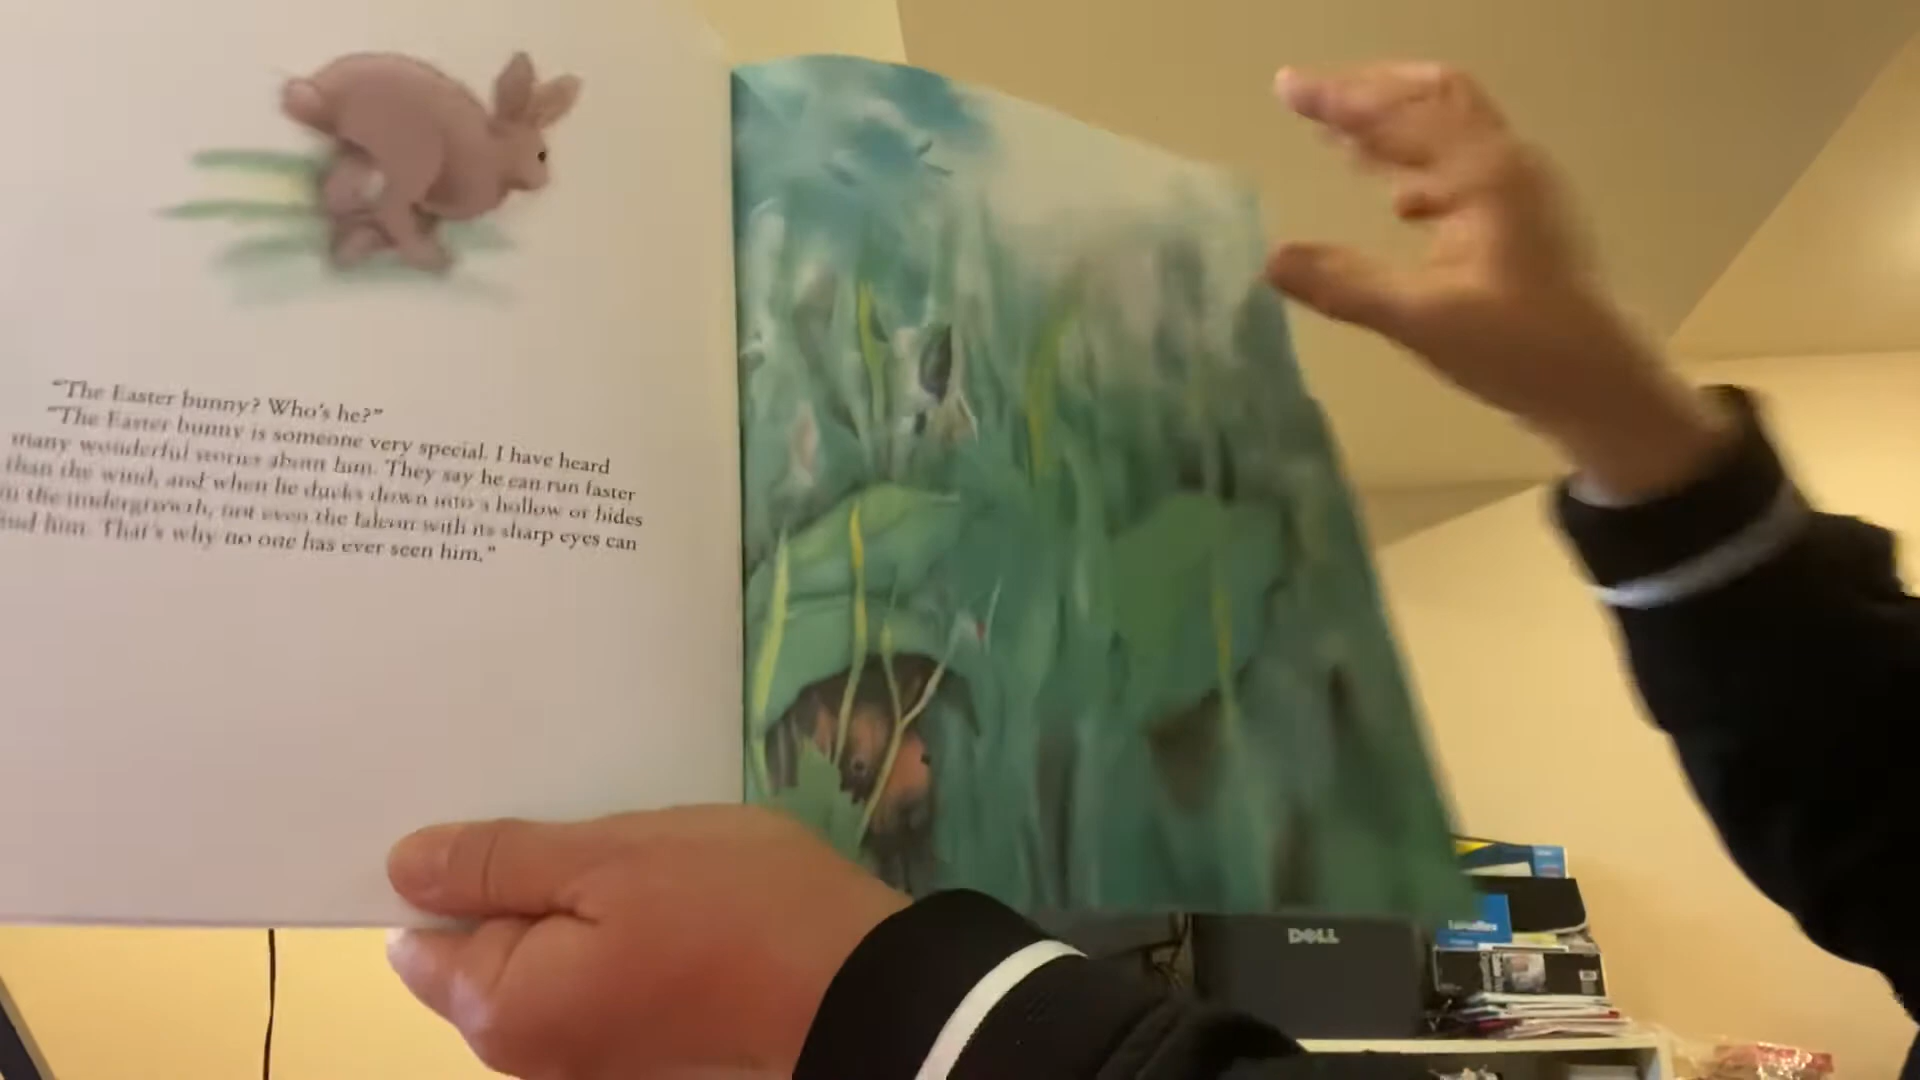 “The Easter bunny? Who's he?”
“The Easter bunny is someone very special. I have heard
many wonderful stories about him. They say he can run faster
than the wind, and when he ducks down into a hollow or hides
in the undergrowth, not even the falcon with its sharp eyes can
find him. That's why no one has ever seen him.”
DELL